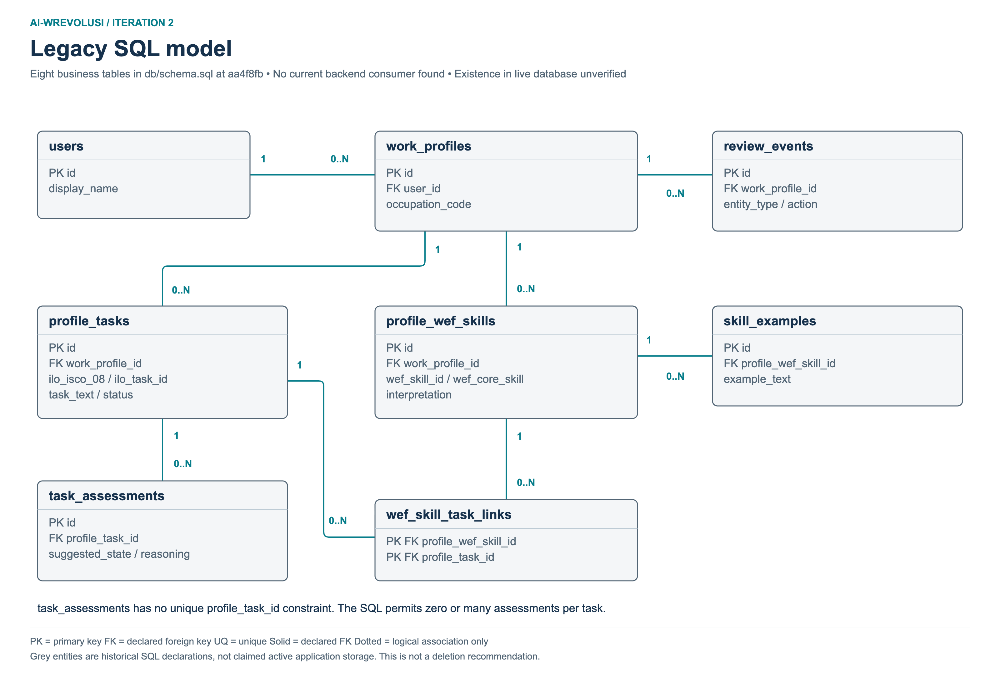 AI-WREVOLUSI / ITERATION 2
Legacy SQL model
Eight business tables in db/schema.sql at aa4f8fb • No current backend consumer found • Existence in live database unverified
users
PK id
display_name
1
0..N
work_profiles
PK id
FK user_id
occupation_code
1
0..N
review_events
PK id
FK work_profile_id
entity_type / action
1
0..N
1
0..N
profile_tasks
PK id
FK work_profile_id
ilo_isco_08 / ilo_task_id
task_text / status
1
0..N
profile_wef_skills
PK id
FK work_profile_id
wef_skill_id / wef_core_skill
interpretation
1
0..N
skill_examples
PK id
FK profile_wef_skill_id
example_text
1
0..N
1
0..N
task_assessments
PK id
FK profile_task_id
suggested_state / reasoning
wef_skill_task_links
PK FK profile_wef_skill_id
PK FK profile_task_id
task_assessments has no unique profile_task_id constraint. The SQL permits zero or many assessments per task.
PK = primary key FK = declared foreign key UQ = unique Solid = declared FK Dotted = logical association only
Grey entities are historical SQL declarations, not claimed active application storage. This is not a deletion recommendation.